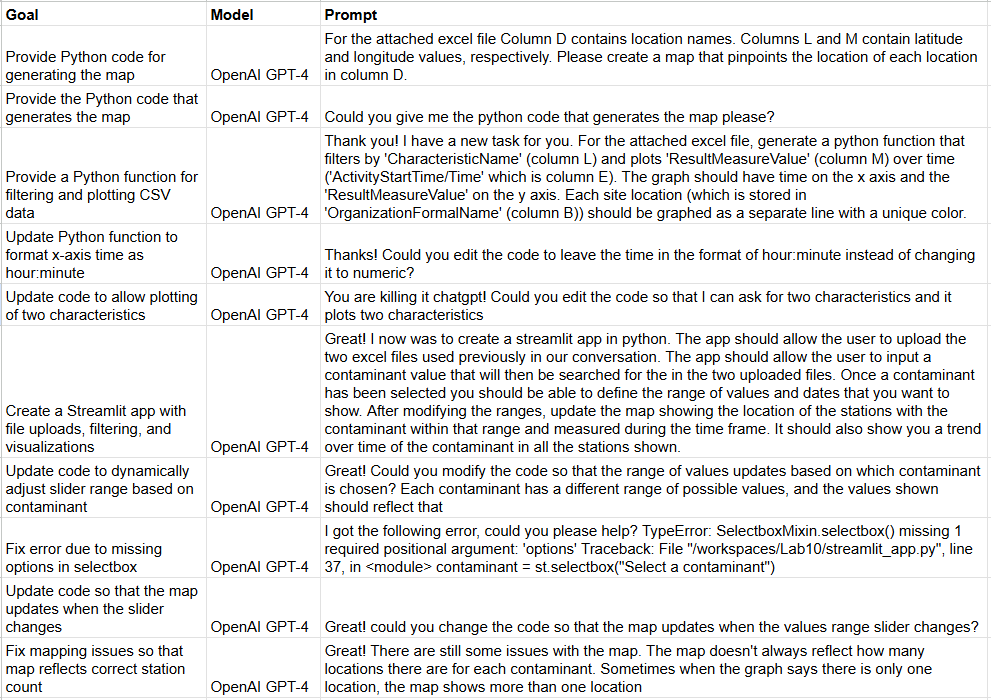 Goal Model Prompt
For the attached excel file Column D contains location names. Columns L and M contain latitude
Provide Python code for and longitude values, respectively. Please create a map that pinpoints the location of each location
generating the map OpenAI GPT-4 in column D.
Provide the Python code that
generates the map OpenAI GPT-4 Could you give me the python code that generates the map please?
Thank you! I have a new task for you. For the attached excel file, generate a python function that
filters by 'CharacteristicName' (column L) and plots 'ResultMeasureValue' (column M) over time
Provide a Python function for ('ActivityStartTime/Time' which is column E). The graph should have time on the x axis and the
filtering and plotting CSV 'ResultMeasureValue' on the y axis. Each site location (which is stored in
data OpenAI GPT-4 'OrganizationFormalName' (column B)) should be graphed as a separate line with a unique color.
Update Python function to
format x-axis time as Thanks! Could you edit the code to leave the time in the format of hour:minute instead of changing
hour:minute OpenAI GPT-4 it to numeric?
Update code to allow plotting You are killing it chatgpt! Could you edit the code so that I can ask for two characteristics and it
of two characteristics OpenAI GPT-4 plots two characteristics
Great! I now was to create a streamlit app in python. The app should allow the user to upload the
two excel files used previously in our conversation. The app should allow the user to input a
contaminant value that will then be searched for the in the two uploaded files. Once a contaminant
has been selected you should be able to define the range of values and dates that you want to
Create a Streamlit app with show. After modifying the ranges, update the map showing the location of the stations with the
file uploads, filtering, and contaminant within that range and measured during the time frame. It should also show you a trend
visualizations OpenAI GPT-4 over time of the contaminant in all the stations shown.
Update code to dynamically Great! Could you modify the code so that the range of values updates based on which contaminant
adjust slider range based on is chosen? Each contaminant has a different range of possible values, and the values shown
contaminant OpenAI GPT-4 should reflect that
I got the following error, could you please help? TypeError: SelectboxMixin.selectbox() missing 1
Fix error due to missing required positional argument: 'options' Traceback: File "/workspaces/Lab10/streamlit_app.py", line
options in selectbox OpenAI GPT-4 37, in <module> contaminant = st.selectbox("Select a contaminant")
Update code so that the map
updates when the slider
changes OpenAI GPT-4 Great! could you change the code so that the map updates when the values range slider changes?
Fix mapping issues so that Great! There are still some issues with the map. The map doesn't always reflect how many
map reflects correct station locations there are for each contaminant. Sometimes when the graph says there is only one
count OpenAI GPT-4 location, the map shows more than one location